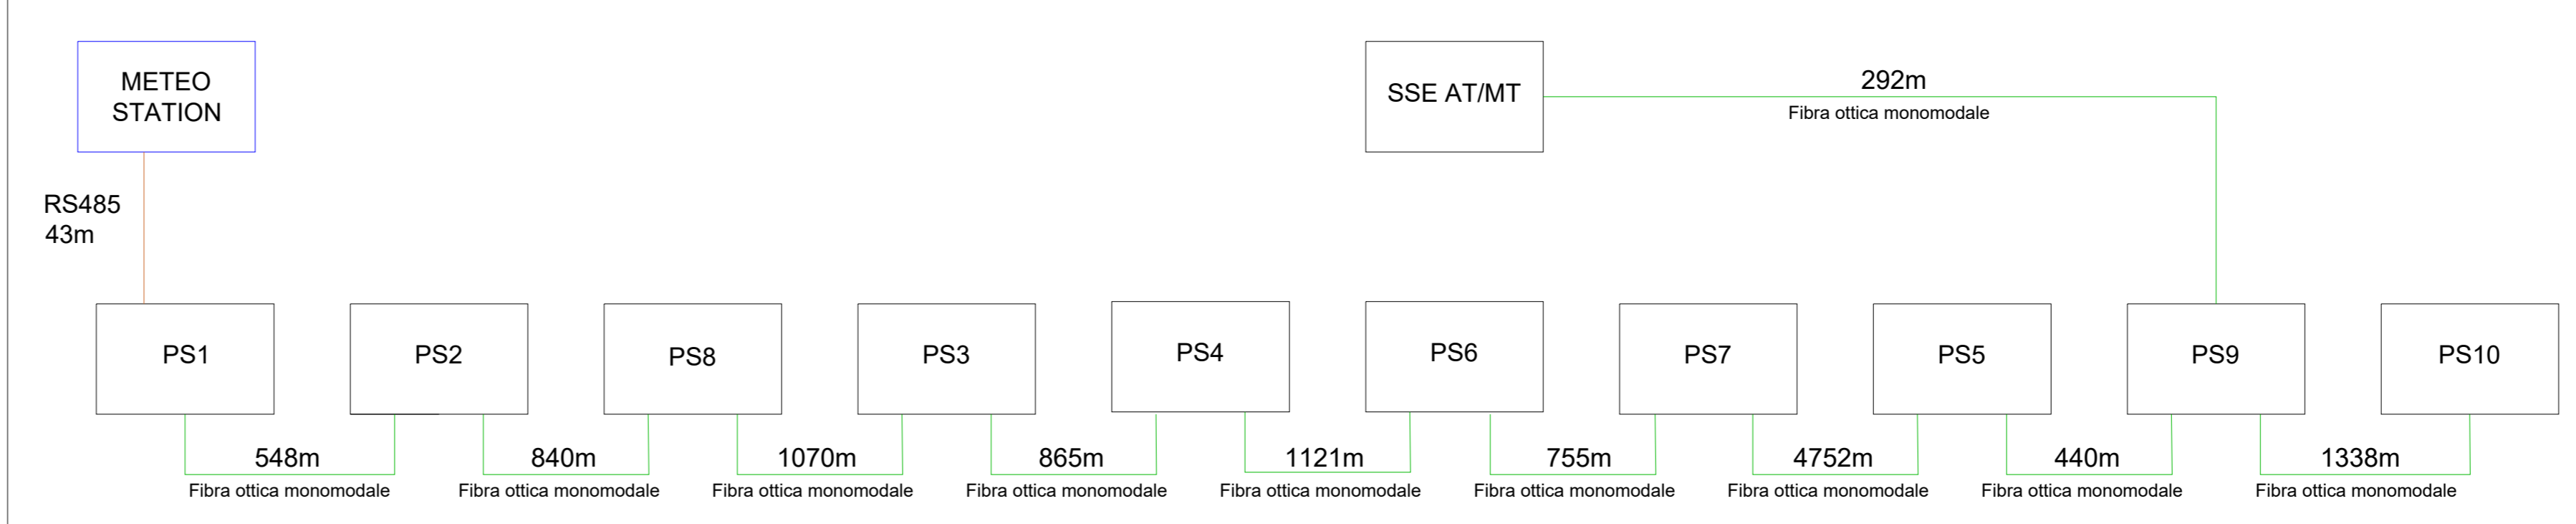 METEO
STATION
SSE AT/MT
292m
Fibra ottica monomodale
RS485
43m
PS1
PS2
PS8
PS3
PS4
PS6
PS7
PS5
PS9
PS10
548m
Fibra ottica monomodale
840m
Fibra ottica monomodale
1070m
Fibra ottica monomodale
865m
Fibra ottica monomodale
1121m
Fibra ottica monomodale
755m
Fibra ottica monomodale
4752m
Fibra ottica monomodale
440m
Fibra ottica monomodale
1338m
Fibra ottica monomodale